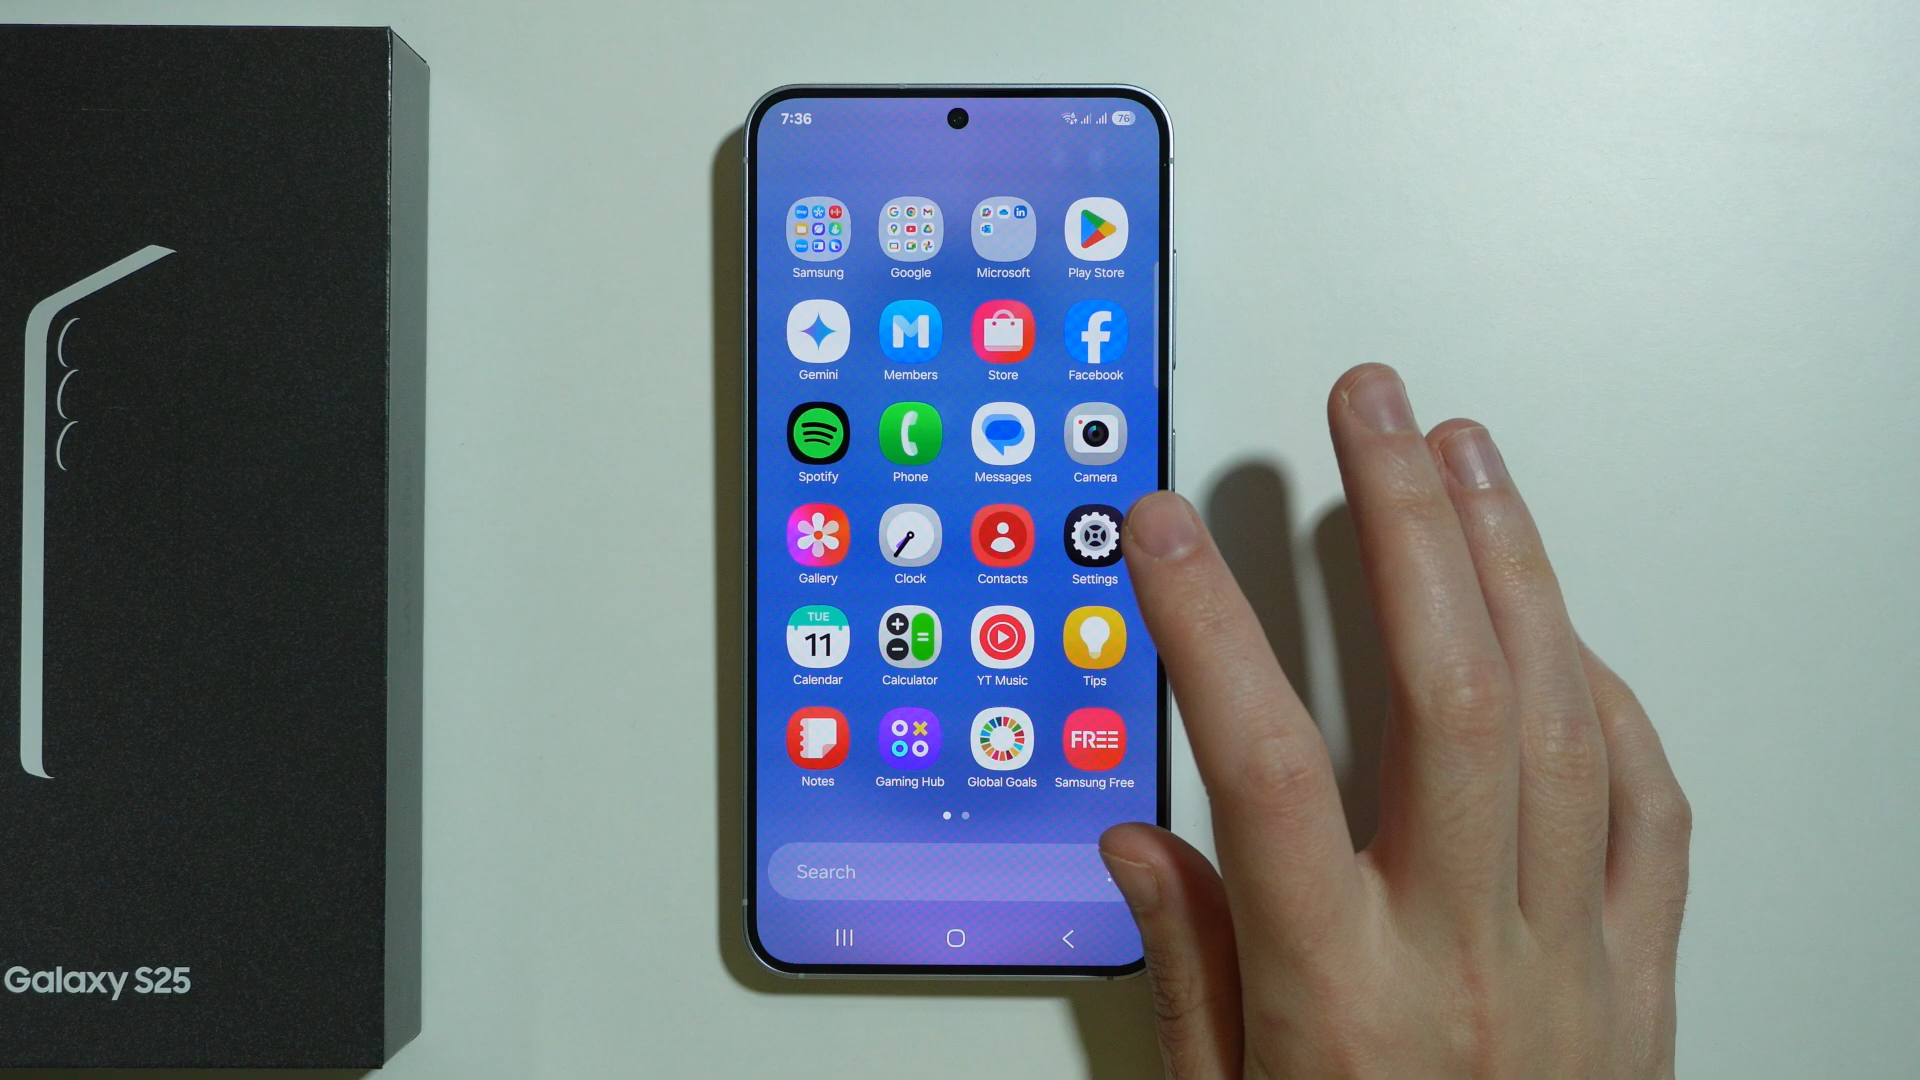 7:36
76
Samsung
Google
Microsoft
Play Store
Gemini
Members
Store
Facebook
Spotify
Phone
Messages
Camera
Gallery
Clock
Contacts
Settings
TUE
11
Calendar
Calculator
YT Music
Tips
FREE
Notes
Gaming Hub
Global Goals
Samsung Free
Search
Galaxy S25